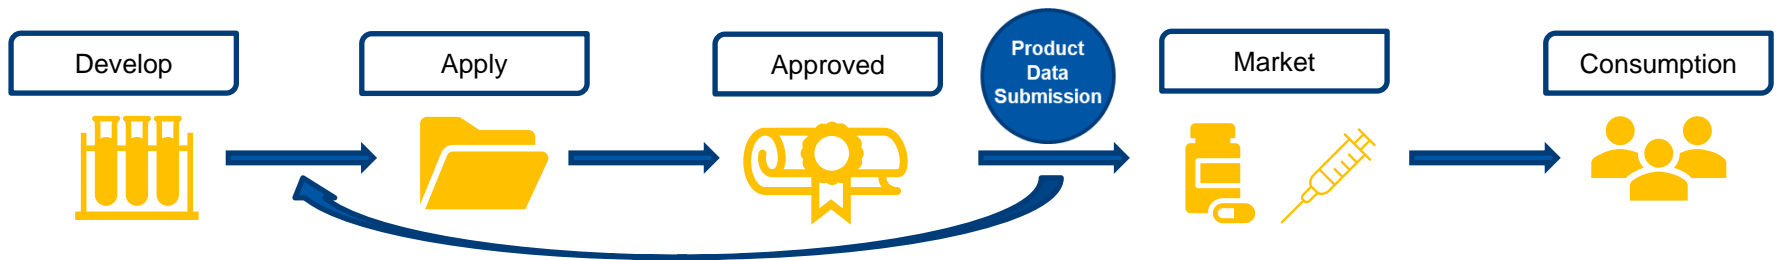 Develop
Apply
Approved
Product
Data
Submission
Market
Consumption